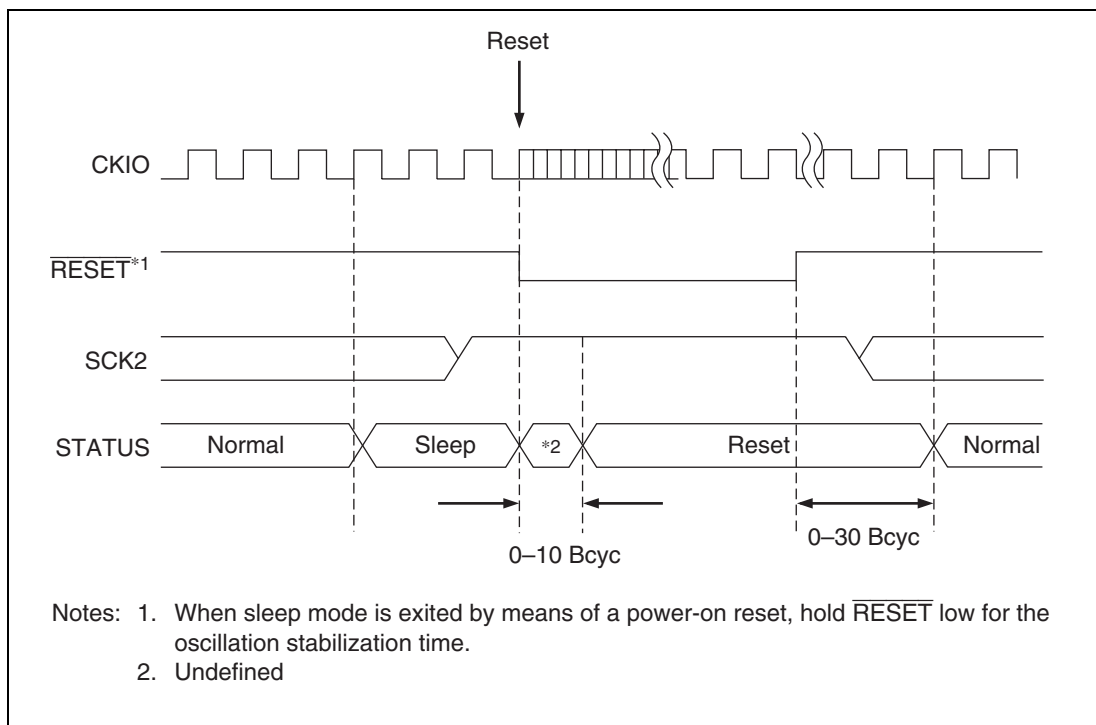 Reset
CKIO
RESET*1
SCK2
STATUS
Normal
Sleep
*2
Reset
Normal
0–10 Bcyc
0–30 Bcyc
Notes: 1. When sleep mode is exited by means of a power-on reset, hold RESET low for the
oscillation stabilization time.
2. Undefined